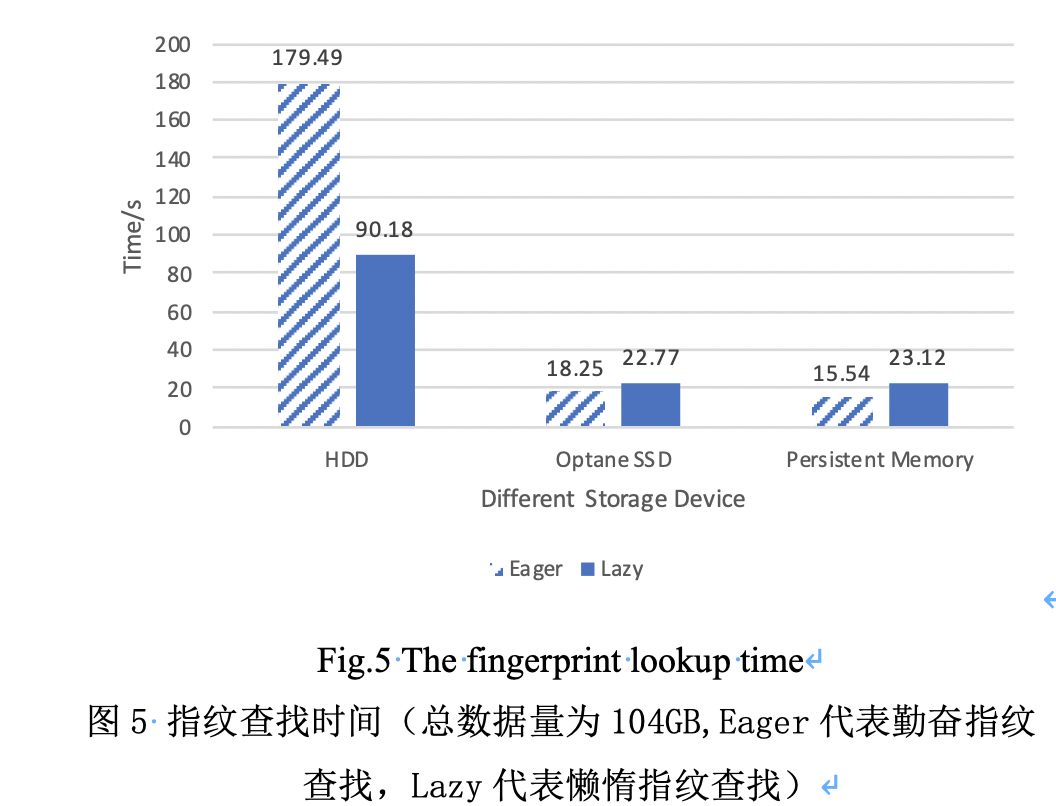 200
179.49
180
160
140
120
100
90.18
80
60
40
20
0
18.25
22.77
15.54
23.12
Time/s
HDD
Optane SSD
Persistent Memory
Different Storage Device
Eager
Lazy
Fig.5 The fingerprint lookup time
图 5 指纹查找时间（总数据量为 104GB,Eager 代表勤奋指纹
查找，Lazy 代表懒惰指纹查找）